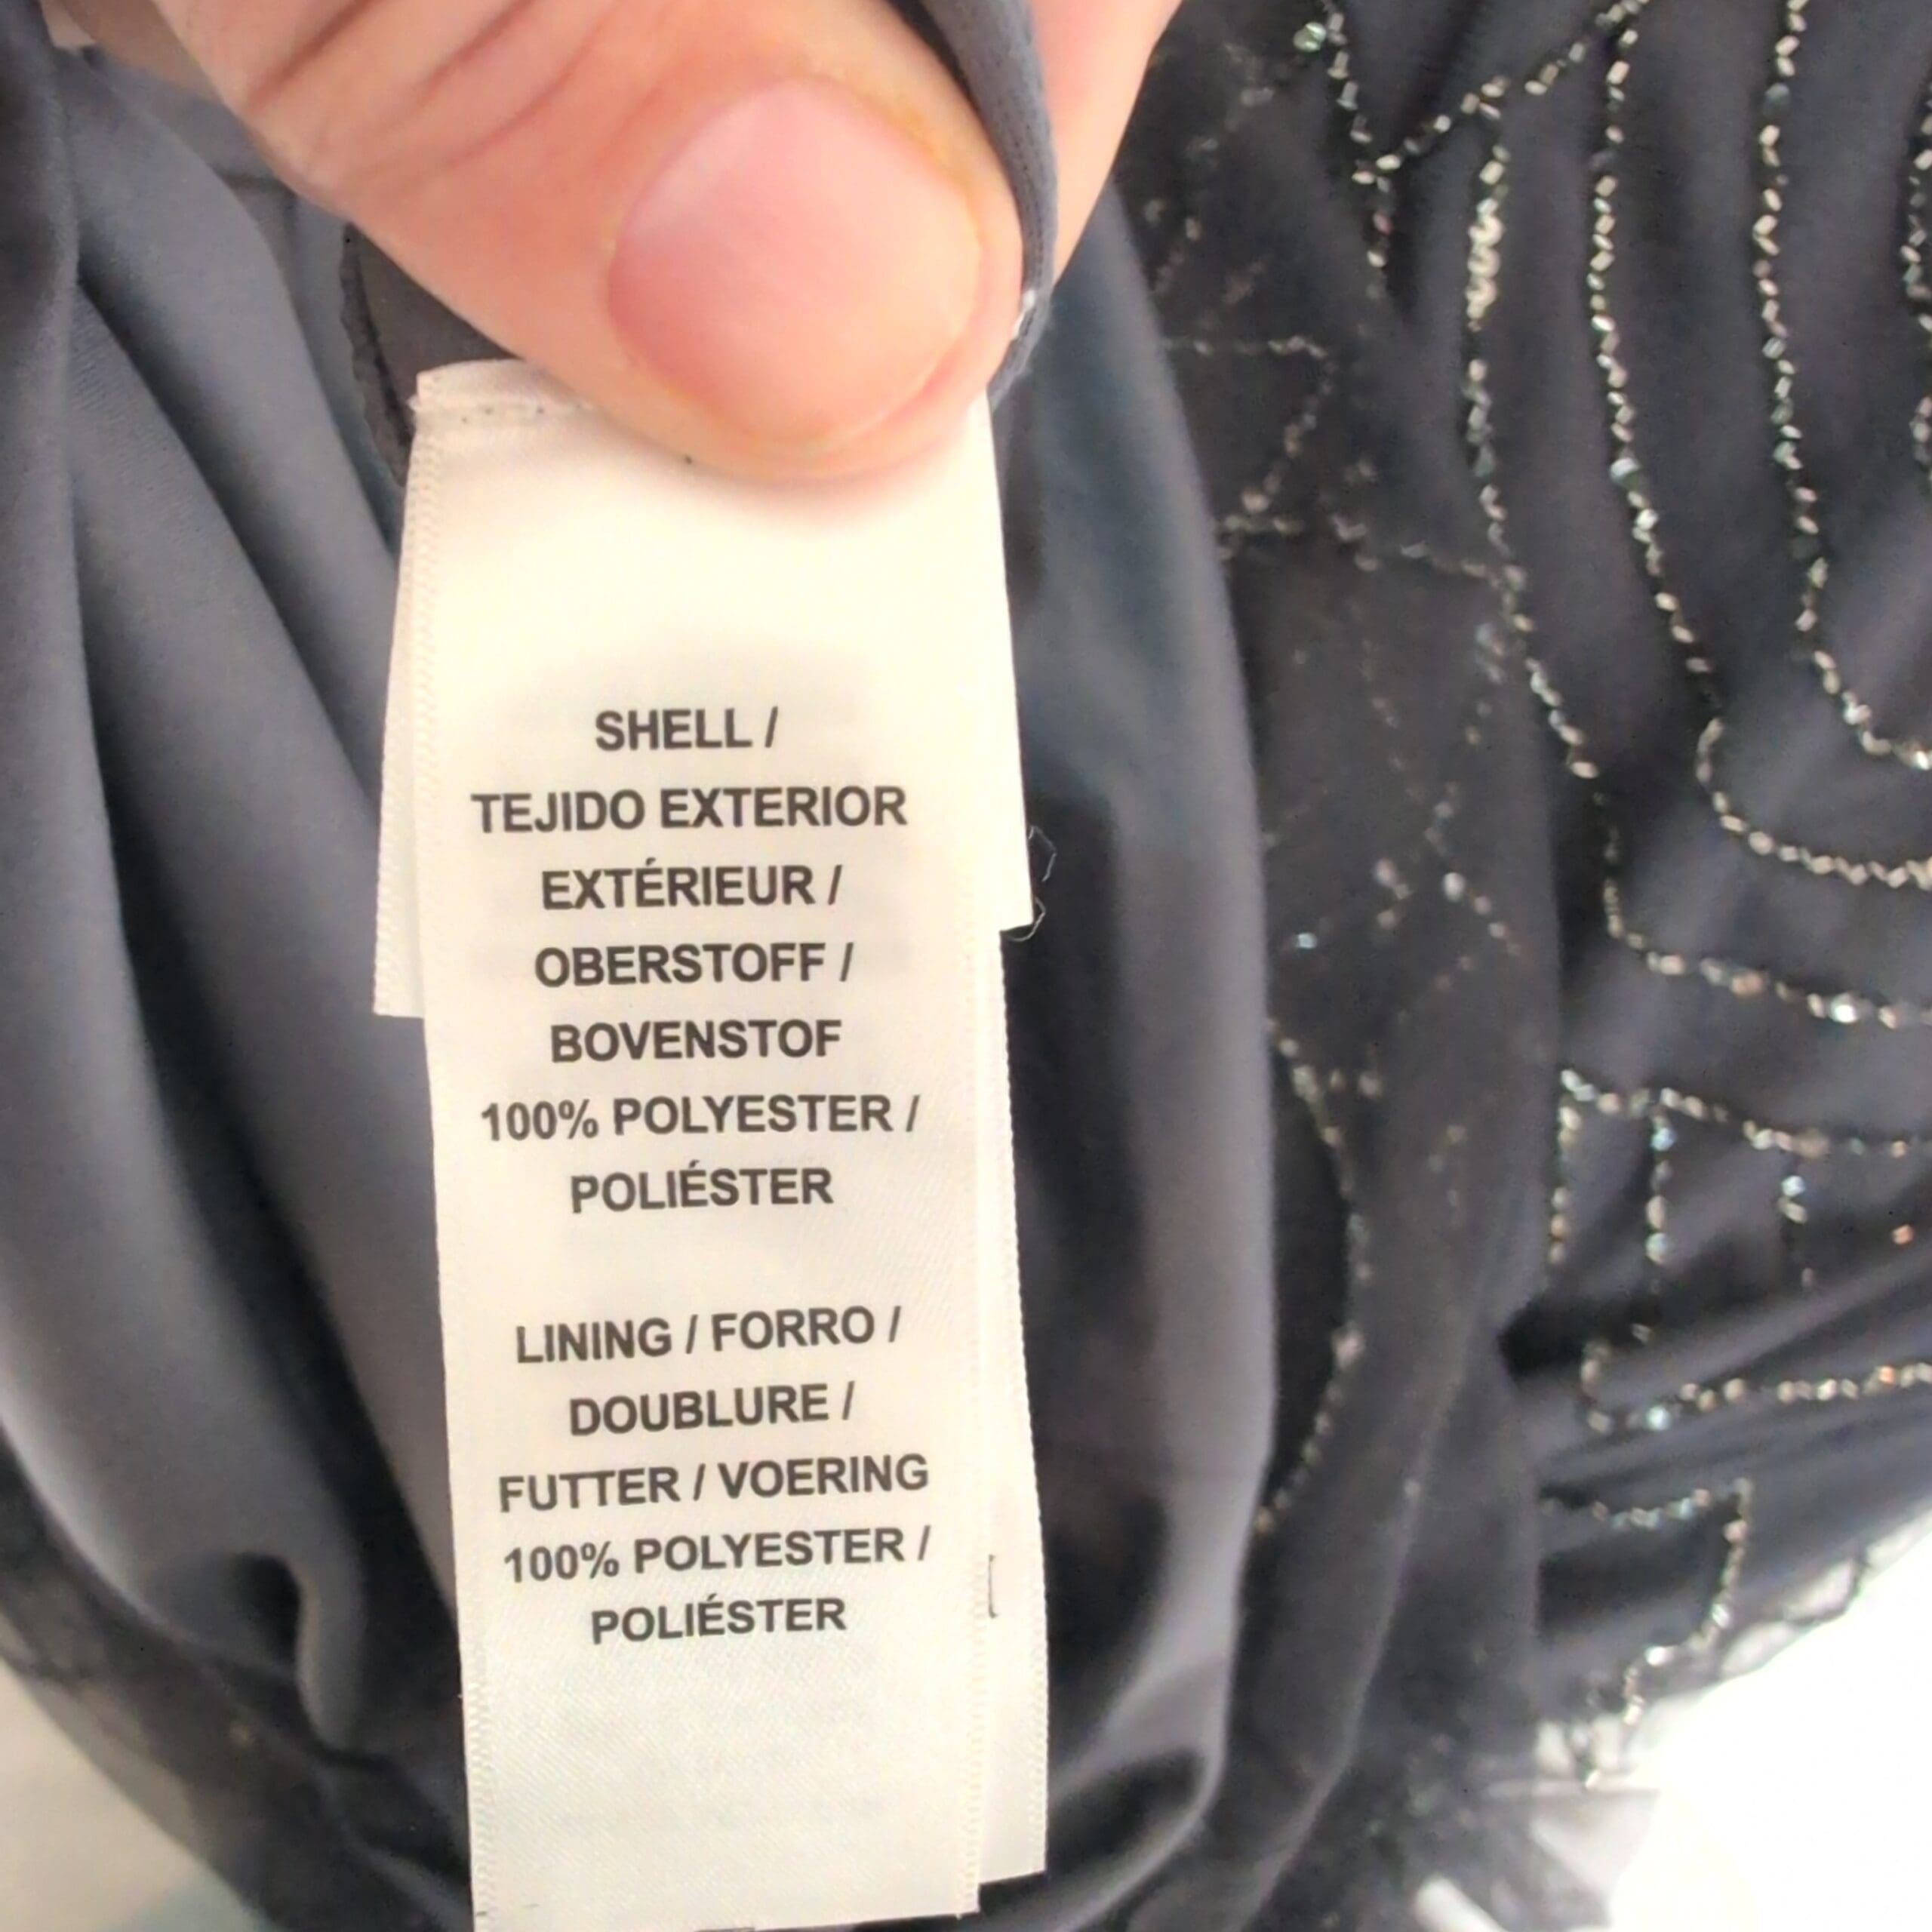 SHELL /
TEJIDO EXTERIOR
EXTÉRIEUR /
OBERSTOFF /
BOVENSTOF
100% POLYESTER /
POLIÉSTER
LINING / FORRO /
DOUBLURE /
FUTTER / VOERING
100% POLYESTER /
POLIÉSTER